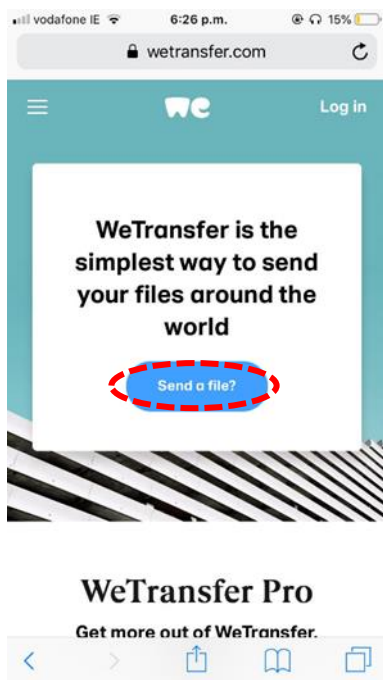 vodafone IE 6:26 p.m. 15%
wetransfer.com
we Log in
WeTransfer is the
simplest way to send
your files around the
world
Send a file?
WeTransfer Pro
Get more out of WeTransfer.